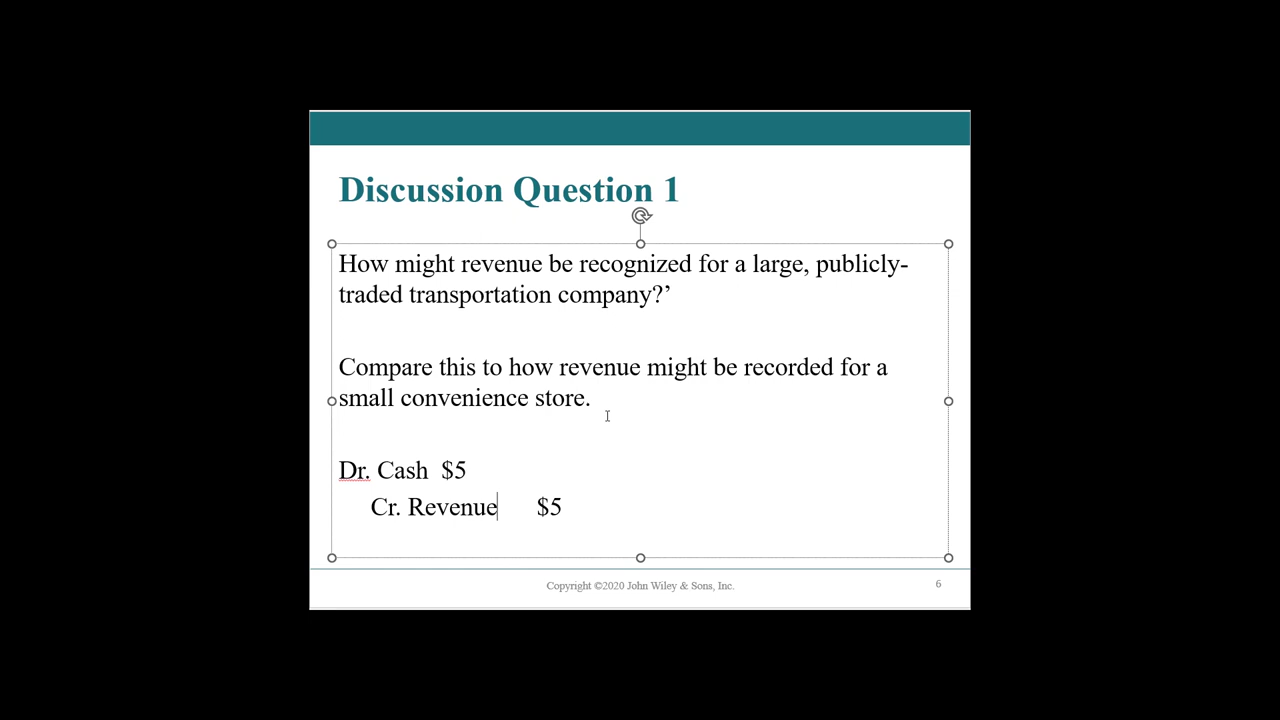 Discussion Question 1
How might revenue be recognized for a large, publicly-
traded transportation company?’
Compare this to how revenue might be recorded for a
small convenience store.
Dr. Cash  $5
Cr. Revenue      $5
Copyright ©2020 John Wiley & Sons, Inc.
6